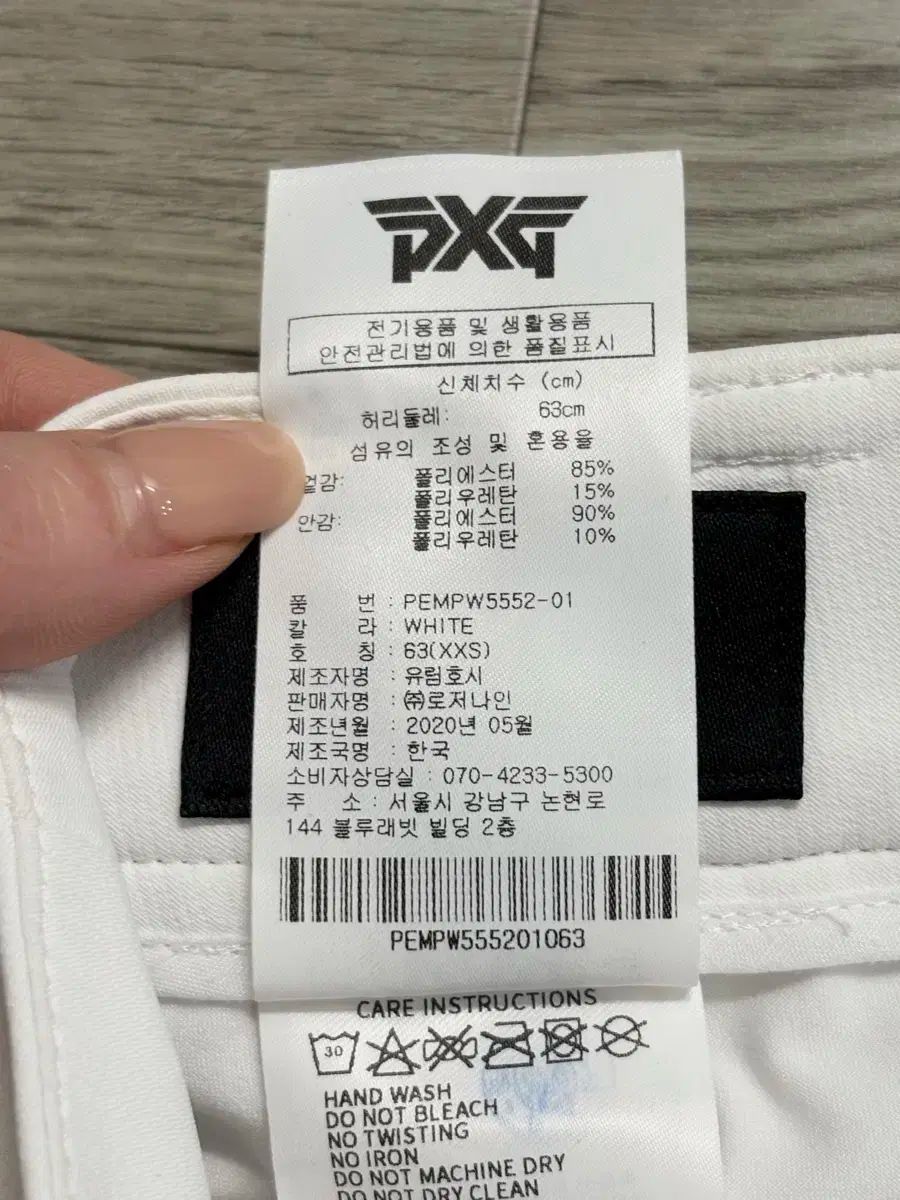 PXG
전기용품 및 생활용품
안전관리법에 의한 품질표시
신체치수 (cm)
허리둘레: 63cm
섬유의 조성 및 혼용율
겉감: 폴리에스터 85%
폴리우레탄 15%
안감: 폴리에스터 90%
폴리우레탄 10%
품 번 : PEMPW5552-01
칼 라 : WHITE
호 칭 : 63(XXS)
제조자명 : 유림호시
판매자명 : ㈜로저나인
제조년월 : 2020년 05월
제조국명 : 한국
소비자상담실 : 070-4233-5300
주 소 : 서울시 강남구 논현로
144 블루래빗 빌딩 2층
PEMPW555201063
CARE INSTRUCTIONS
30
HAND WASH
DO NOT BLEACH
NO TWISTING
NO IRON
DO NOT MACHINE DRY
DO NOT DRY CLEAN